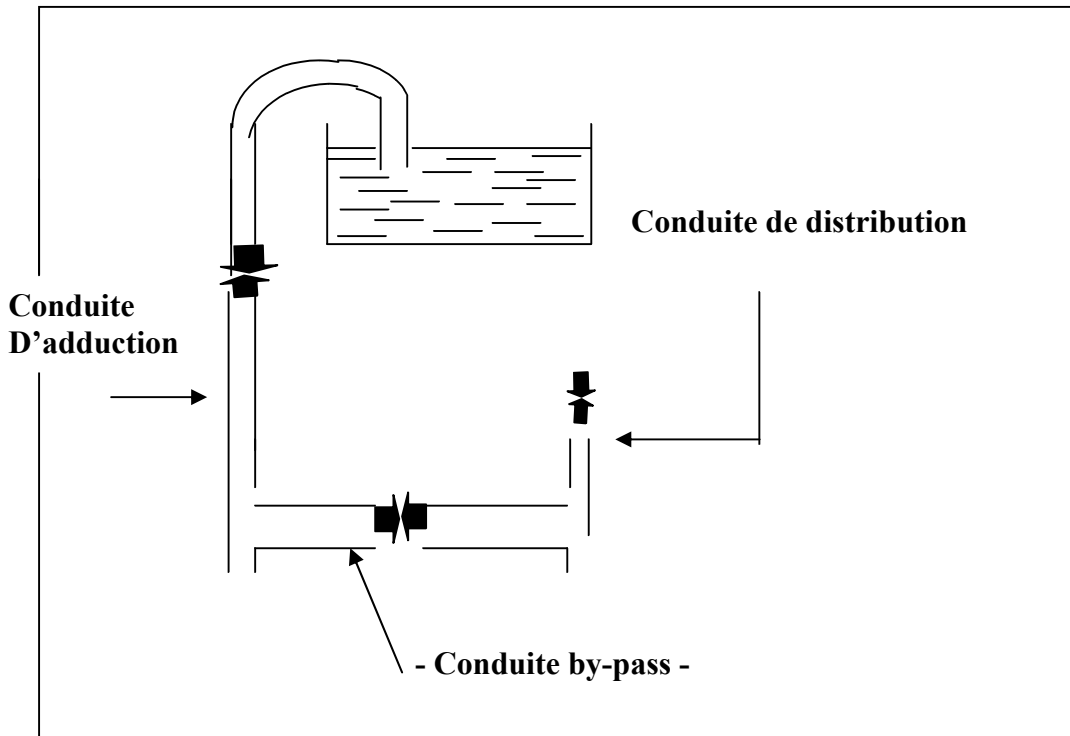 Conduite de distribution
Conduite
D’adduction
- Conduite by-pass -